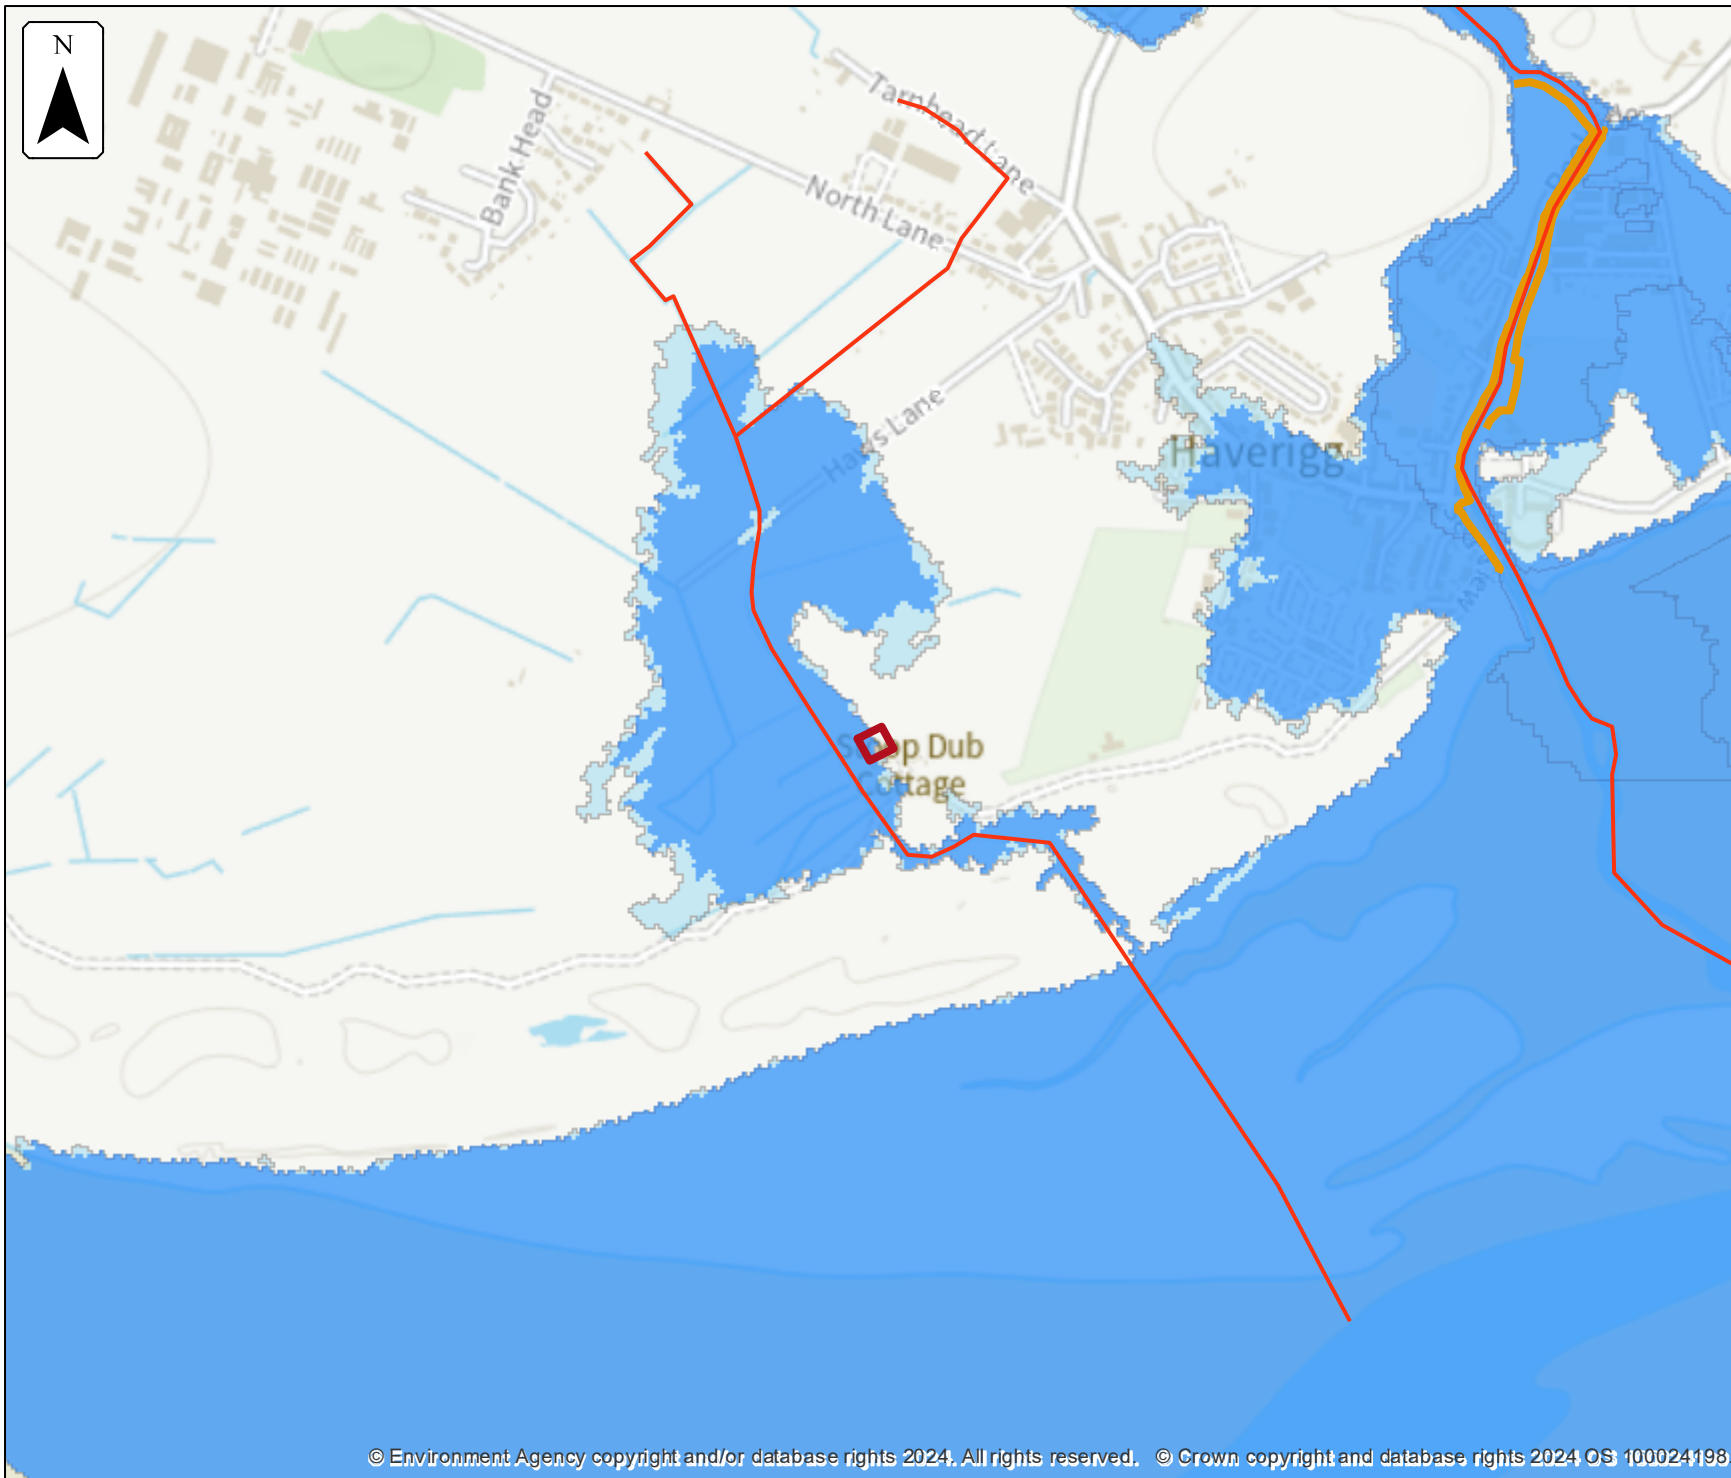 N
Tarnhead Lane
Bank Head
North Lane
Haws Lane
Haverigg
Dub
Cottage
© Environment Agency copyright and/or database rights 2024. All rights reserved. © Crown copyright and database rights 2024 OS 100024198